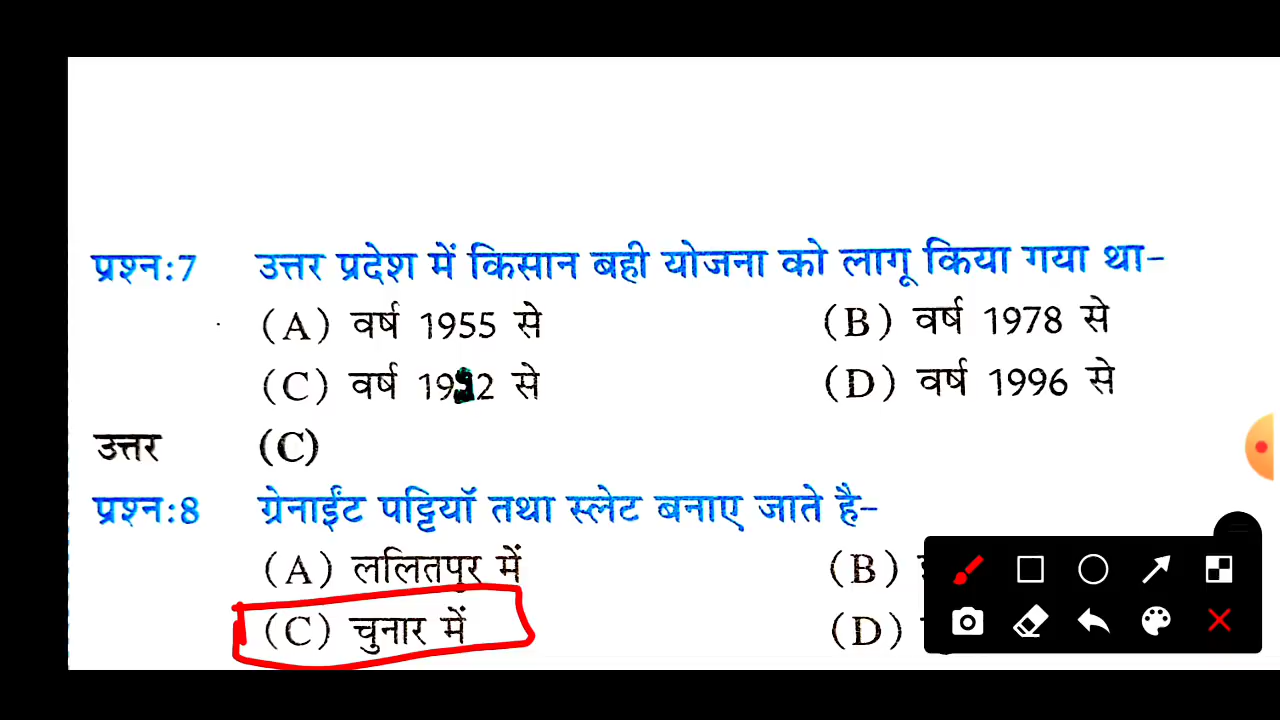 प्रश्न:7 उत्तर प्रदेश में किसान बही योजना को लागू किया गया था-
(A) वर्ष 1955 से (B) वर्ष 1978 से
(C) वर्ष 1992 से (D) वर्ष 1996 से
उत्तर (C)
प्रश्न:8 ग्रेनाईंट पट्टियॉ तथा स्लेट बनाए जाते है-
(A) ललितपुर में (B)
(C) चुनार में (D)